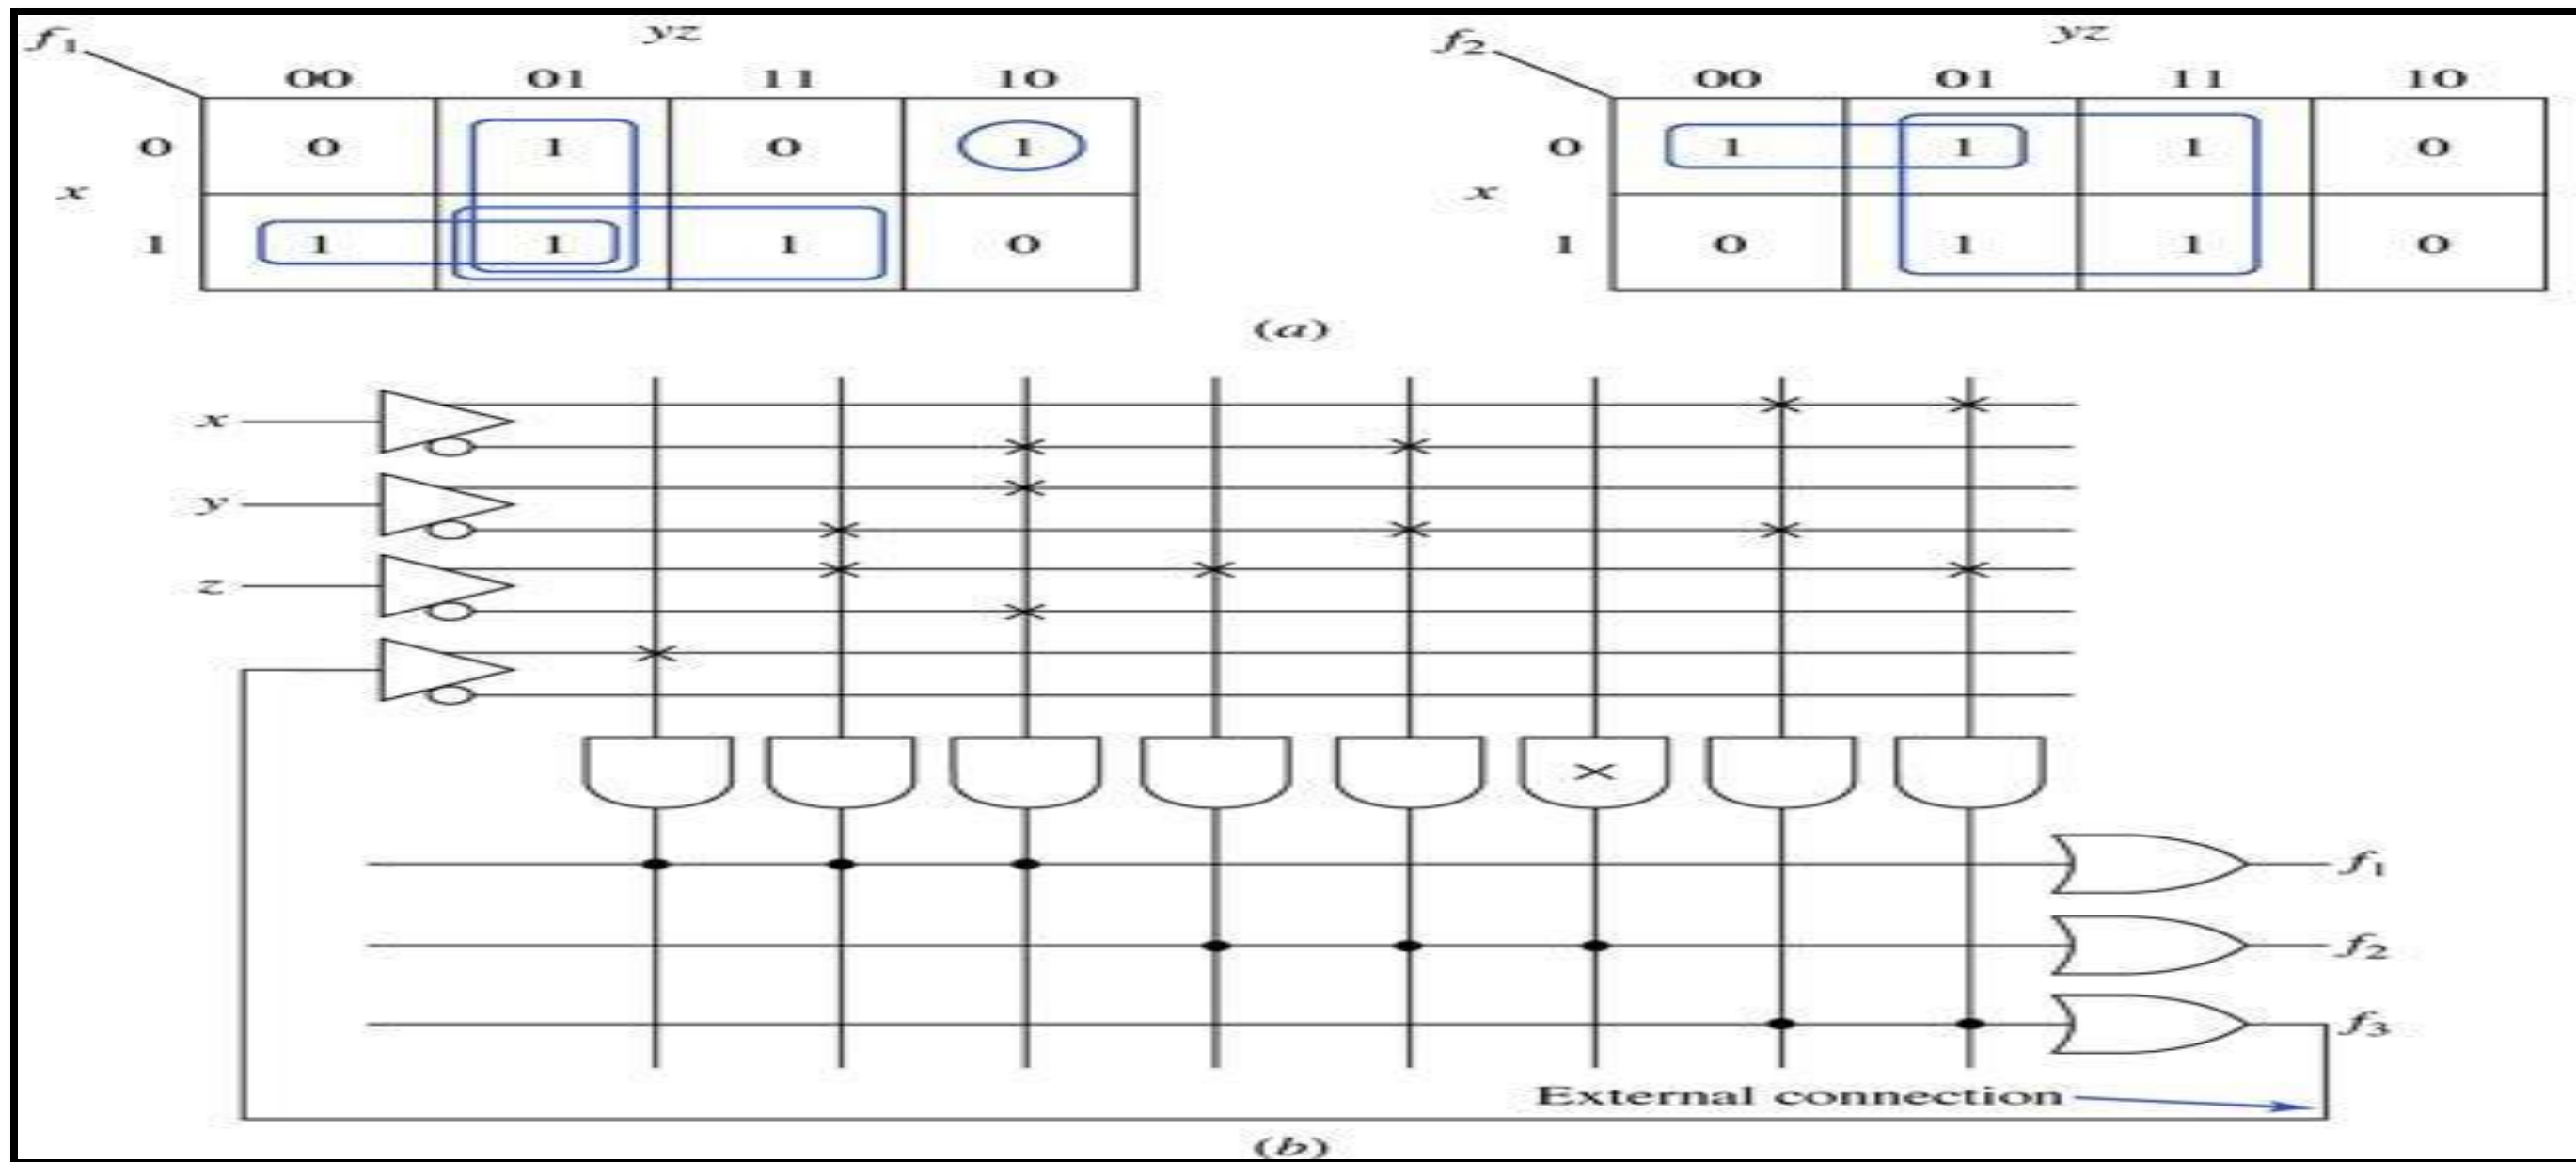 f1 yz
00 01 11 10
0 0 1 0 1
x
1 1 1 1 0
f2 yz
00 01 11 10
0 1 1 1 0
x
1 0 1 1 0
(a)
x
y
z
f1
f2
f3
External connection
(b)